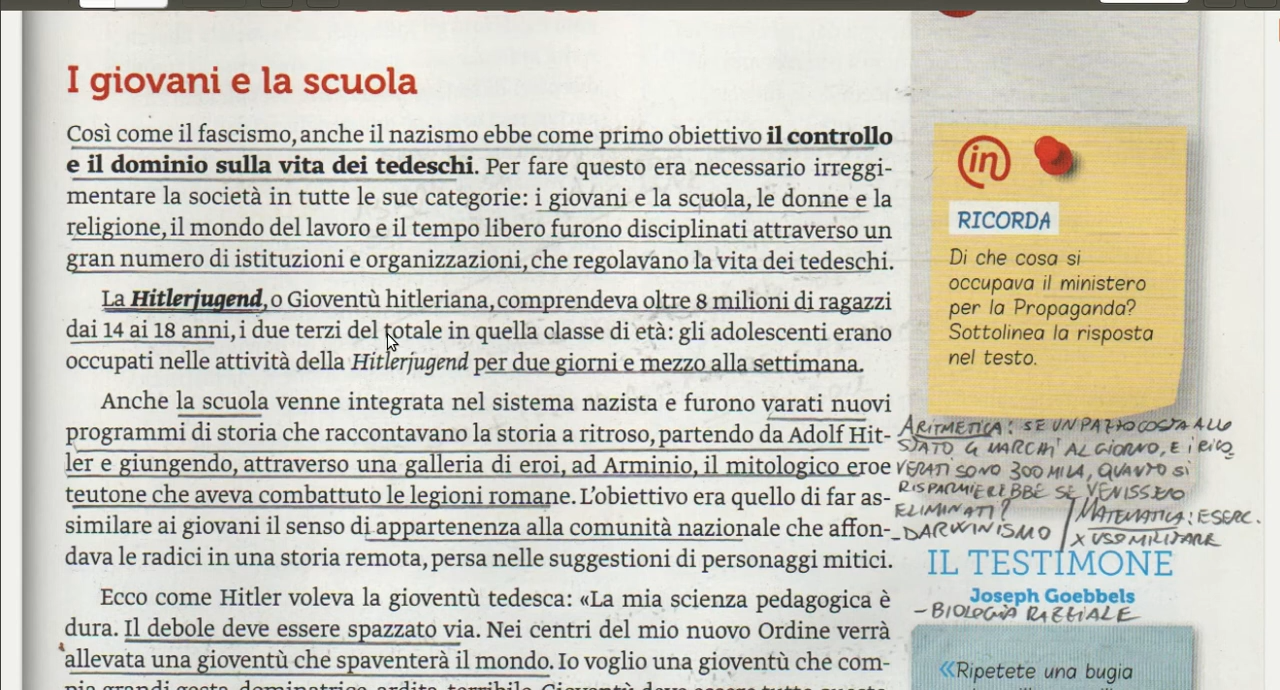 I giovani e la scuola
Così come il fascismo, anche il nazismo ebbe come primo obiettivo il controllo
e il dominio sulla vita dei tedeschi. Per fare questo era necessario irreggi-
mentare la società in tutte le sue categorie: i giovani e la scuola, le donne e la
religione, il mondo del lavoro e il tempo libero furono disciplinati attraverso un
gran numero di istituzioni e organizzazioni, che regolavano la vita dei tedeschi.
La Hitlerjugend, o Gioventù hitleriana, comprendeva oltre 8 milioni di ragazzi
dai 14 ai 18 anni, i due terzi del totale in quella classe di età: gli adolescenti erano
occupati nelle attività della Hitlerjugend per due giorni e mezzo alla settimana.
Anche la scuola venne integrata nel sistema nazista e furono varati nuovi
programmi di storia che raccontavano la storia a ritroso, partendo da Adolf Hit-
ler e giungendo, attraverso una galleria di eroi, ad Arminio, il mitologico eroe
teutone che aveva combattuto le legioni romane. L'obiettivo era quello di far as-
similare ai giovani il senso di appartenenza alla comunità nazionale che affon-
dava le radici in una storia remota, persa nelle suggestioni di personaggi mitici.
Ecco come Hitler voleva la gioventù tedesca: «La mia scienza pedagogica è
dura. Il debole deve essere spazzato via. Nei centri del mio nuovo Ordine verrà
allevata una gioventù che spaventerà il mondo. Io voglio una gioventù che com-
in
RICORDA
Di che cosa si
occupava il ministero
per la Propaganda?
Sottolinea la risposta
nel testo.
ARITMETICA: SE UN PAZZO COSTA ALLO
STATO 4 MARCHI AL GIORNO, E I RICO-
VERATI SONO 300 MILA, QUANTO SI
RISPARMIEREBBE SE VENISSERO
ELIMINATI?
MATEMATICA: ESERC.
X USO MILITARE
- DARWINISMO
IL TESTIMONE
Joseph Goebbels
- BIOLOGIA RAZZIALE
«Ripetete una bugia